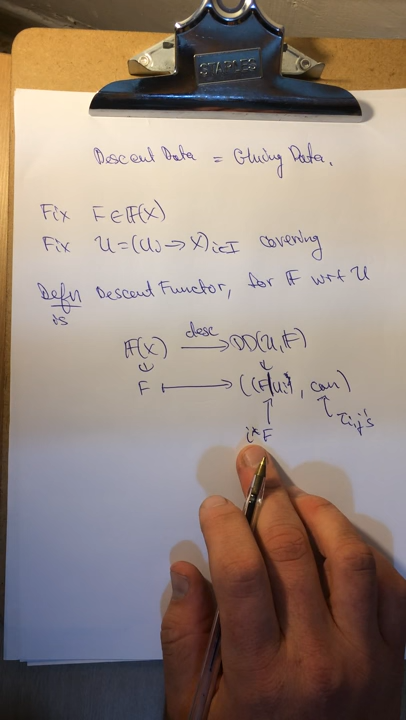 STAPLES
Descent Data = Gluing Data.
Fix F ∈ 𝔽(X)
Fix U = (Ui → X)i∈I covering
Defn Descent Functor, for 𝔽 wrt U
is
𝔽(X) desc⟶ DD(U, 𝔽)
F ⟼ ((F|Ui), can)
τi,j's
i*F